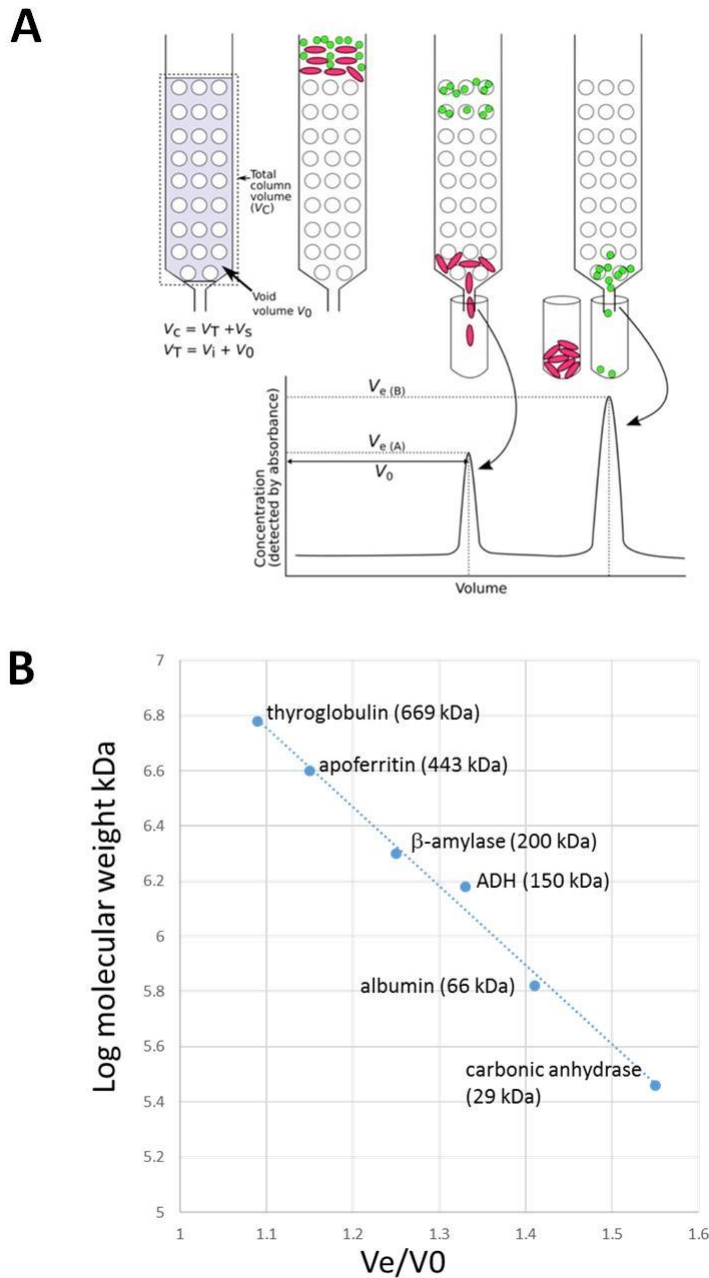 A
Total
column
volume
(VC)
Void
volume V0
VC = VT +VS
VT = Vi + V0
Ve (B)
Ve (A)
V0
Concentration
(detected by absorbance)
Volume
B
7
6.8
6.6
6.4
6.2
6
5.8
5.6
5.4
5.2
5
Log molecular weight kDa
thyroglobulin (669 kDa)
apoferritin (443 kDa)
β-amylase (200 kDa)
ADH (150 kDa)
albumin (66 kDa)
carbonic anhydrase
(29 kDa)
1 1.1 1.2 1.3 1.4 1.5 1.6
Ve/V0